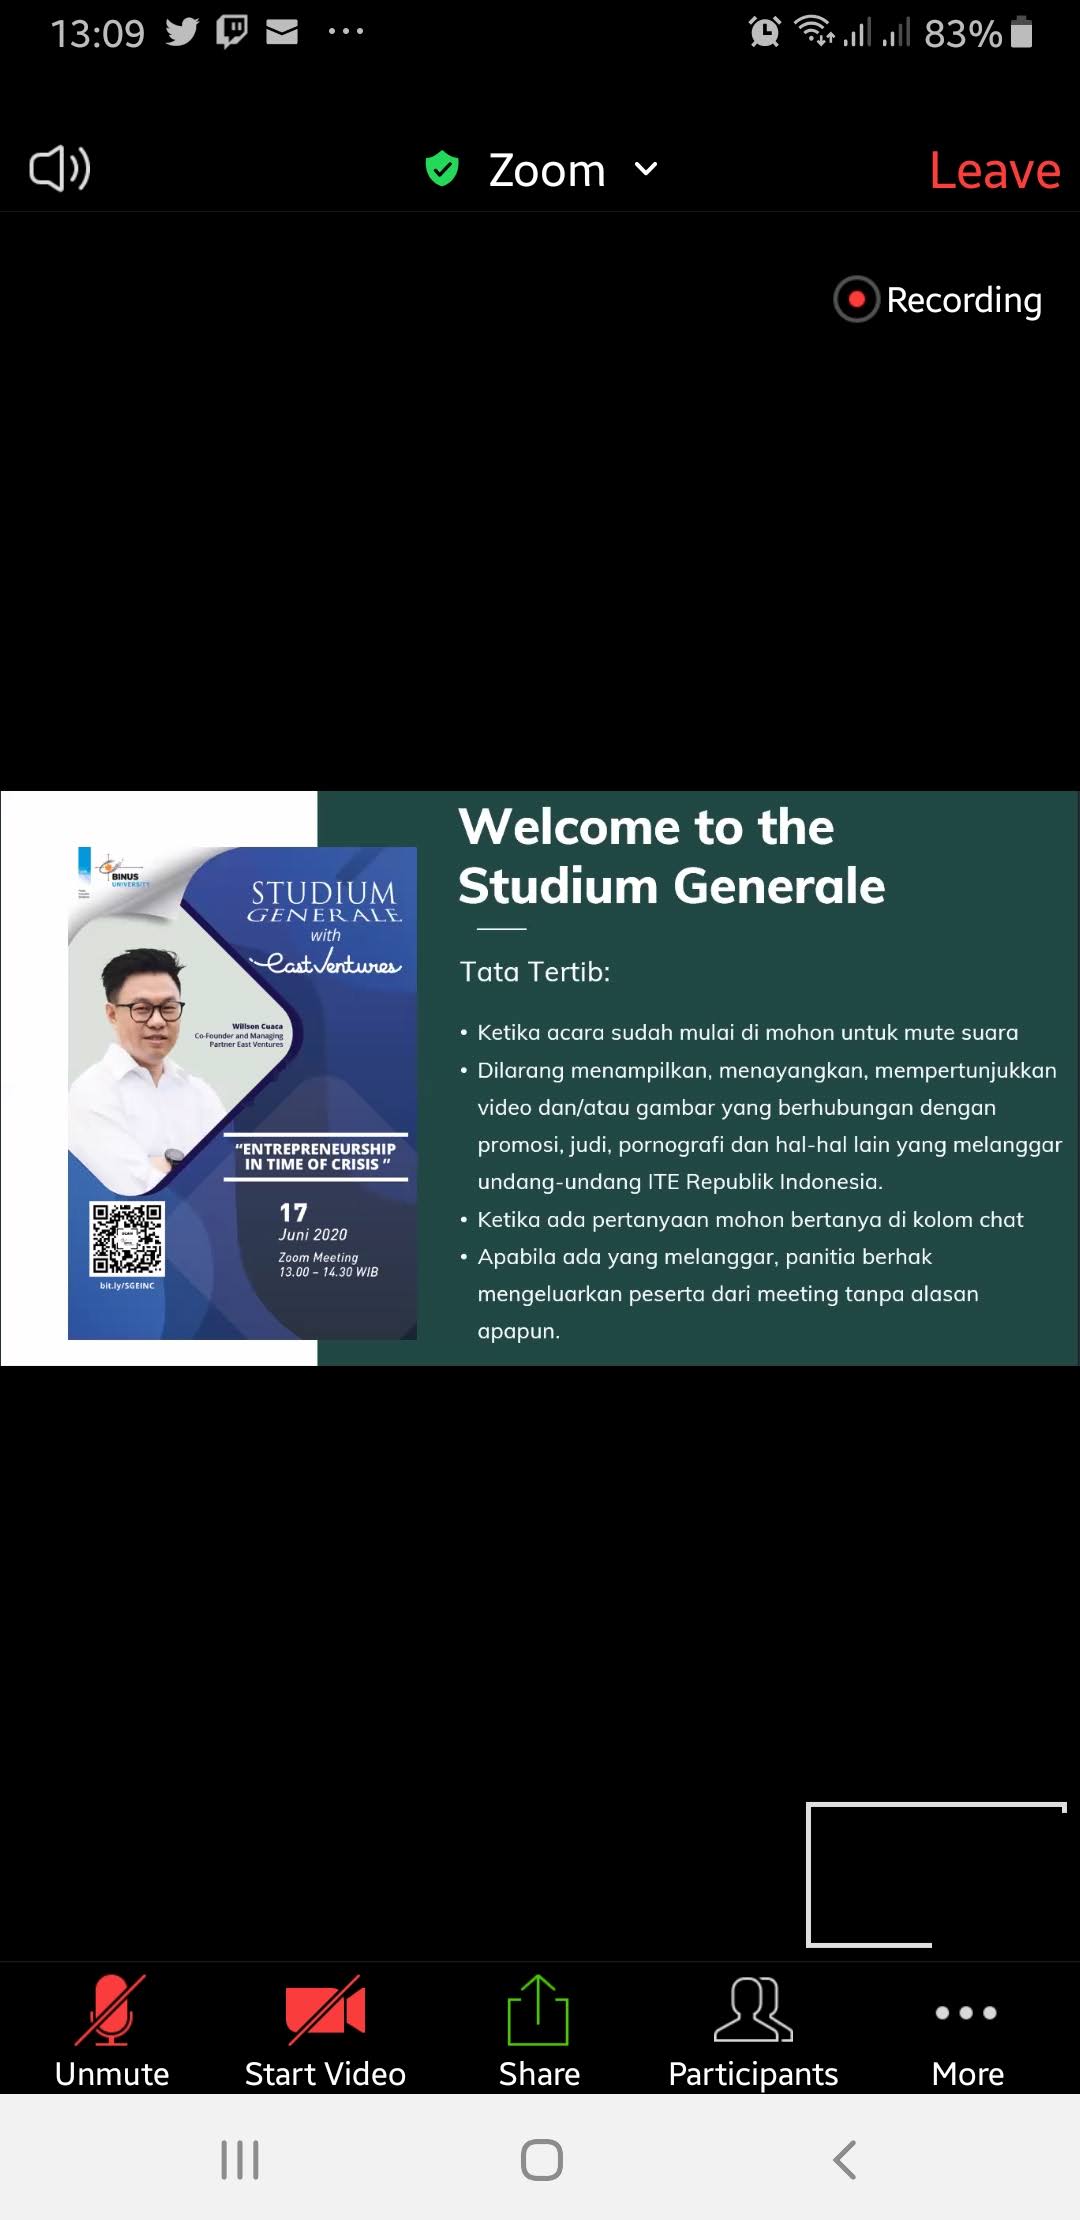 13:09
83%
Zoom
Leave
Recording
BINUS
UNIVERSITY
STUDIUM
GENERALE
with
East Ventures
Willson Cuaca
Co-Founder and Managing
Partner East Ventures
"ENTREPRENEURSHIP
IN TIME OF CRISIS "
17
Juni 2020
Zoom Meeting
13.00 – 14.30 WIB
bit.ly/SGEINC
Welcome to the
Studium Generale
Tata Tertib:
• Ketika acara sudah mulai di mohon untuk mute suara
• Dilarang menampilkan, menayangkan, mempertunjukkan
video dan/atau gambar yang berhubungan dengan
promosi, judi, pornografi dan hal-hal lain yang melanggar
undang-undang ITE Republik Indonesia.
• Ketika ada pertanyaan mohon bertanya di kolom chat
• Apabila ada yang melanggar, panitia berhak
mengeluarkan peserta dari meeting tanpa alasan
apapun.
Unmute
Start Video
Share
Participants
More